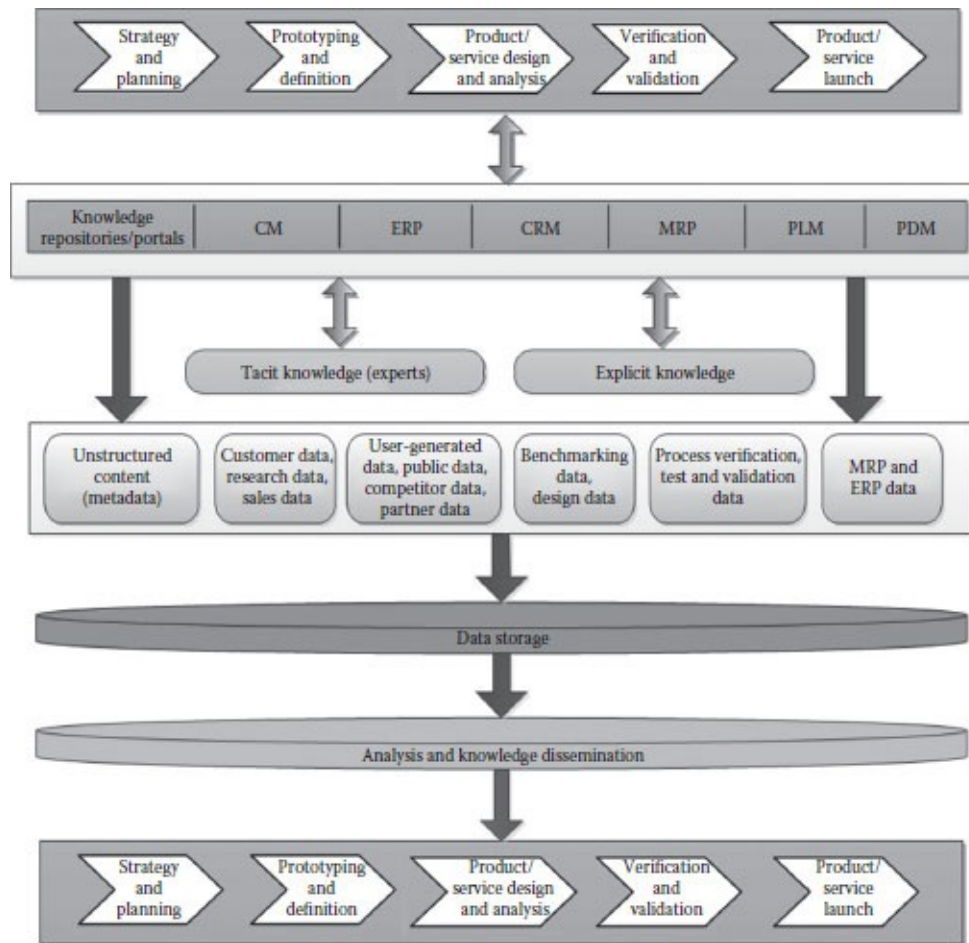 Strategy
and
planning
Prototyping
and
definition
Product/
service design
and analysis
Verification
and
validation
Product/
service
launch
Knowledge
repositories/portals
CM
ERP
CRM
MRP
PLM
PDM
Tacit knowledge (experts)
Explicit knowledge
Unstructured
content
(metadata)
Customer data,
research data,
sales data
User-generated
data, public data,
competitor data,
partner data
Benchmarking
data,
design data
Process verification,
test and validation
data
MRP and
ERP data
Data storage
Analysis and knowledge dissemination
Strategy
and
planning
Prototyping
and
definition
Product/
service design
and analysis
Verification
and
validation
Product/
service
launch